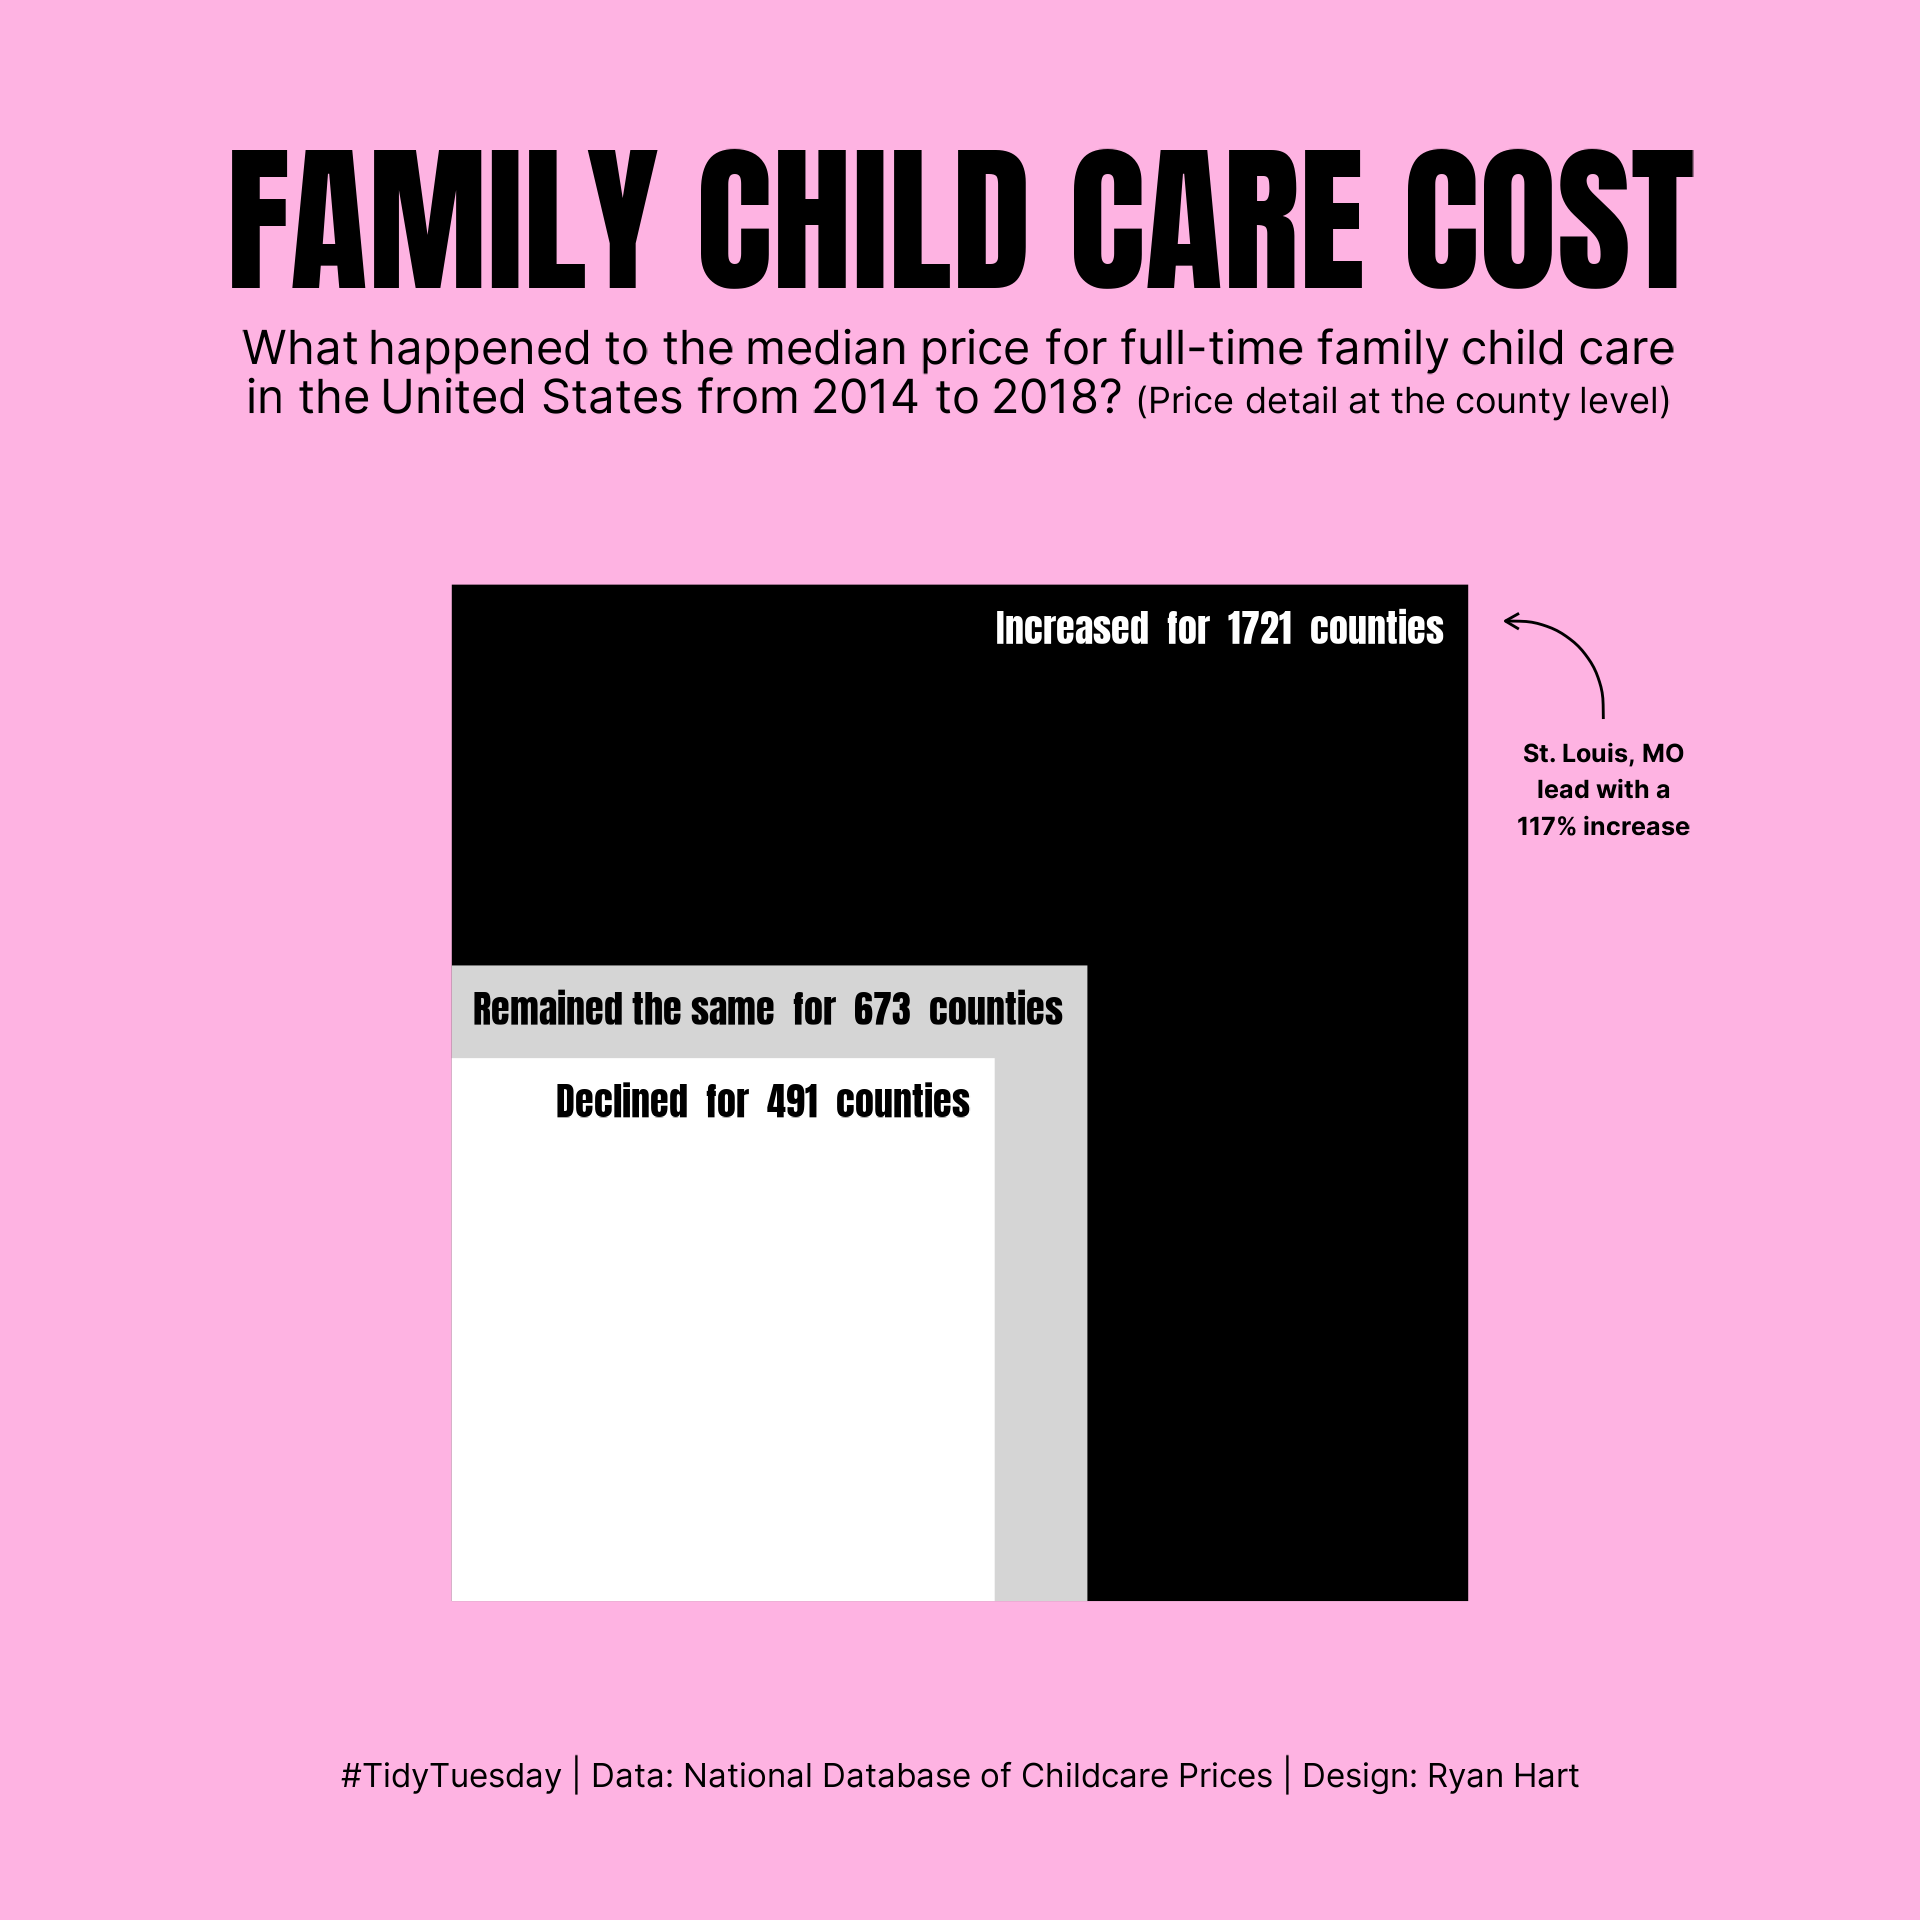 FAMILY CHILD CARE COST
What happened to the median price for full-time family child care
in the United States from 2014 to 2018? (Price detail at the county level)
Increased for 1721 counties
St. Louis, MO
lead with a
117% increase
Remained the same for 673 counties
Declined for 491 counties
#TidyTuesday | Data: National Database of Childcare Prices | Design: Ryan Hart